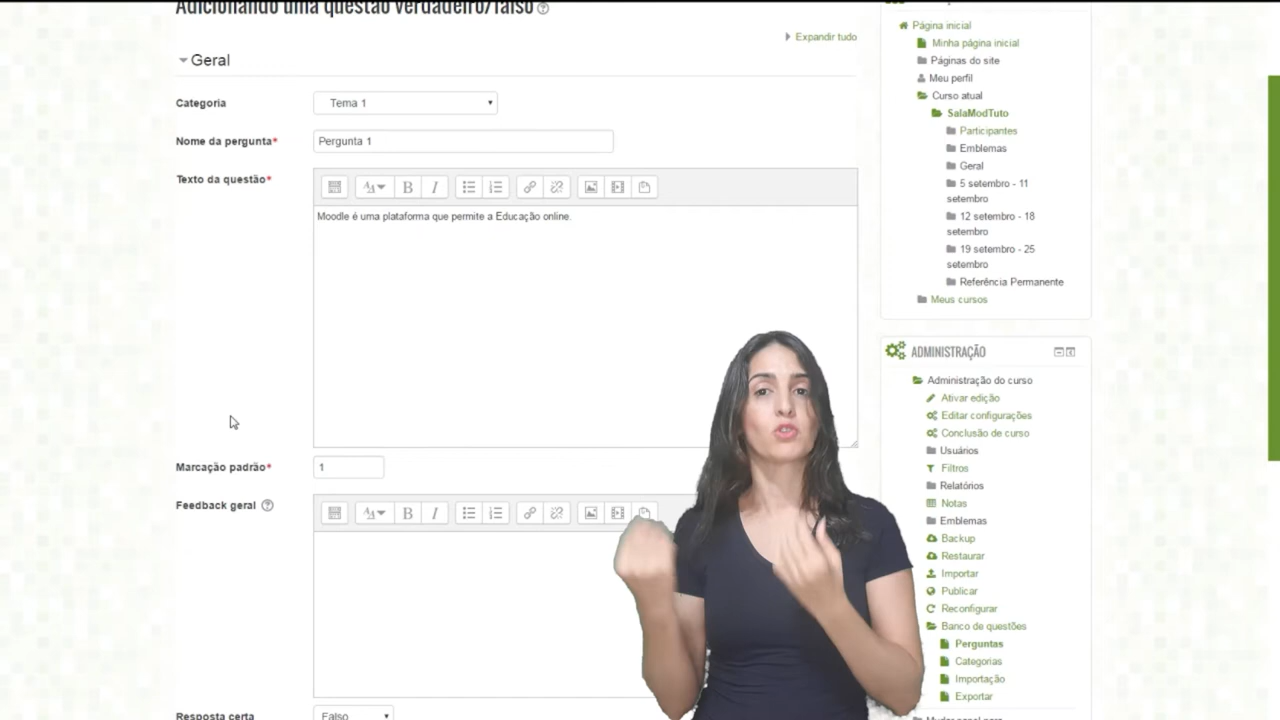 Adicionando uma questão verdadeiro/falso
Expandir tudo
Geral
Categoria
Tema 1
Nome da pergunta*
Pergunta 1
Texto da questão*
Moodle é uma plataforma que permite a Educação online.
Marcação padrão*
1
Feedback geral
Resposta certa
Falso
Página inicial
Minha página inicial
Páginas do site
Meu perfil
Curso atual
SalaModTuto
Participantes
Emblemas
Geral
5 setembro - 11
setembro
12 setembro - 18
setembro
19 setembro - 25
setembro
Referência Permanente
Meus cursos
ADMINISTRAÇÃO
Administração do curso
Ativar edição
Editar configurações
Conclusão de curso
Usuários
Filtros
Relatórios
Notas
Emblemas
Backup
Restaurar
Importar
Publicar
Reconfigurar
Banco de questões
Perguntas
Categorias
Importação
Exportar
Mudar papel para